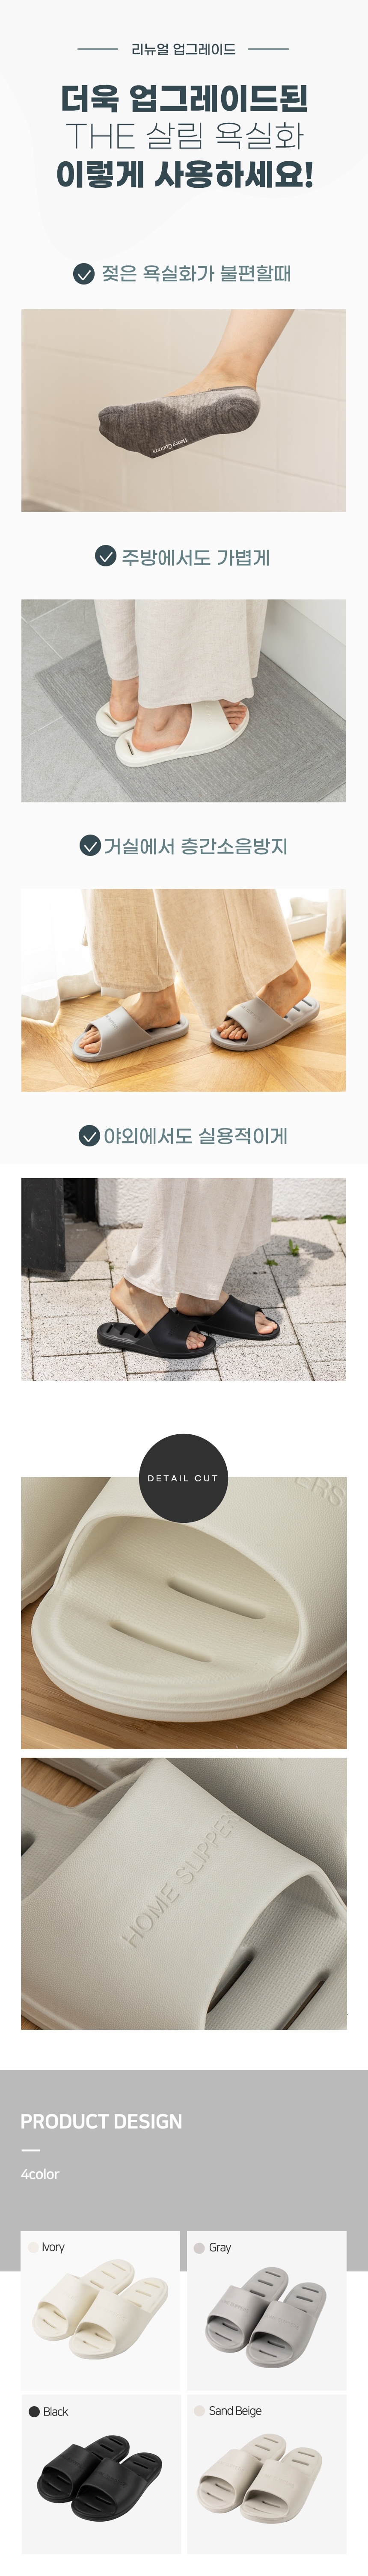 리뉴얼 업그레이드
더욱 업그레이드된
THE 살림 욕실화
이렇게 사용하세요!
젖은 욕실화가 불편할때
주방에서도 가볍게
거실에서 층간소음방지
야외에서도 실용적이게
DETAIL CUT
ERS
HOME SLIPPER
PRODUCT DESIGN
4color
Ivory
Gray
Black
Sand Beige